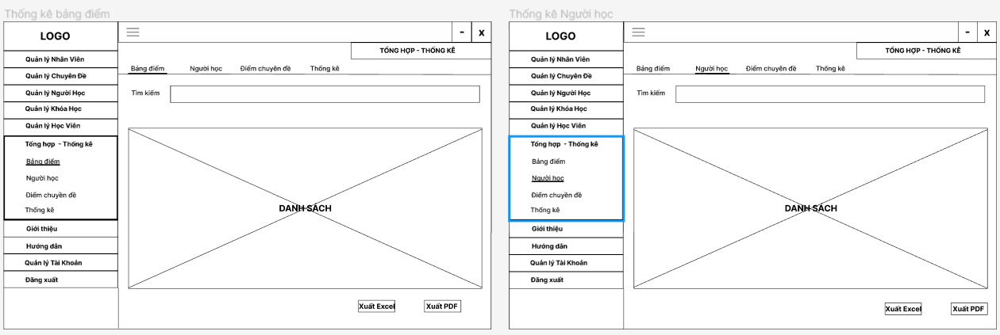 Thống kê bảng điểm
LOGO
- X
TỔNG HỢP - THỐNG KÊ
Quản lý Nhân Viên
Quản lý Chuyên Đề
Quản lý Người Học
Quản lý Khóa Học
Quản lý Học Viên
Tổng hợp - Thống kê
Bảng điểm
Người học
Điểm chuyền đề
Thống kê
Giới thiệu
Hướng dẫn
Quản lý Tài Khoản
Đăng xuất
Bảng điểm Người học Điểm chuyên đề Thống kê
Tìm kiếm
DANH SÁCH
Xuất Excel Xuất PDF
Thống kê Người học
LOGO
- X
TỔNG HỢP - THỐNG KÊ
Quản lý Nhân Viên
Quản lý Chuyên Đề
Quản lý Người Học
Quản lý Khóa Học
Quản lý Học Viên
Tổng hợp - Thống kê
Bảng điểm
Người học
Điểm chuyền đề
Thống kê
Giới thiệu
Hướng dẫn
Quản lý Tài Khoản
Đăng xuất
Bảng điểm Người học Điểm chuyên đề Thống kê
Tìm kiếm
DANH SÁCH
Xuất Excel Xuất PDF